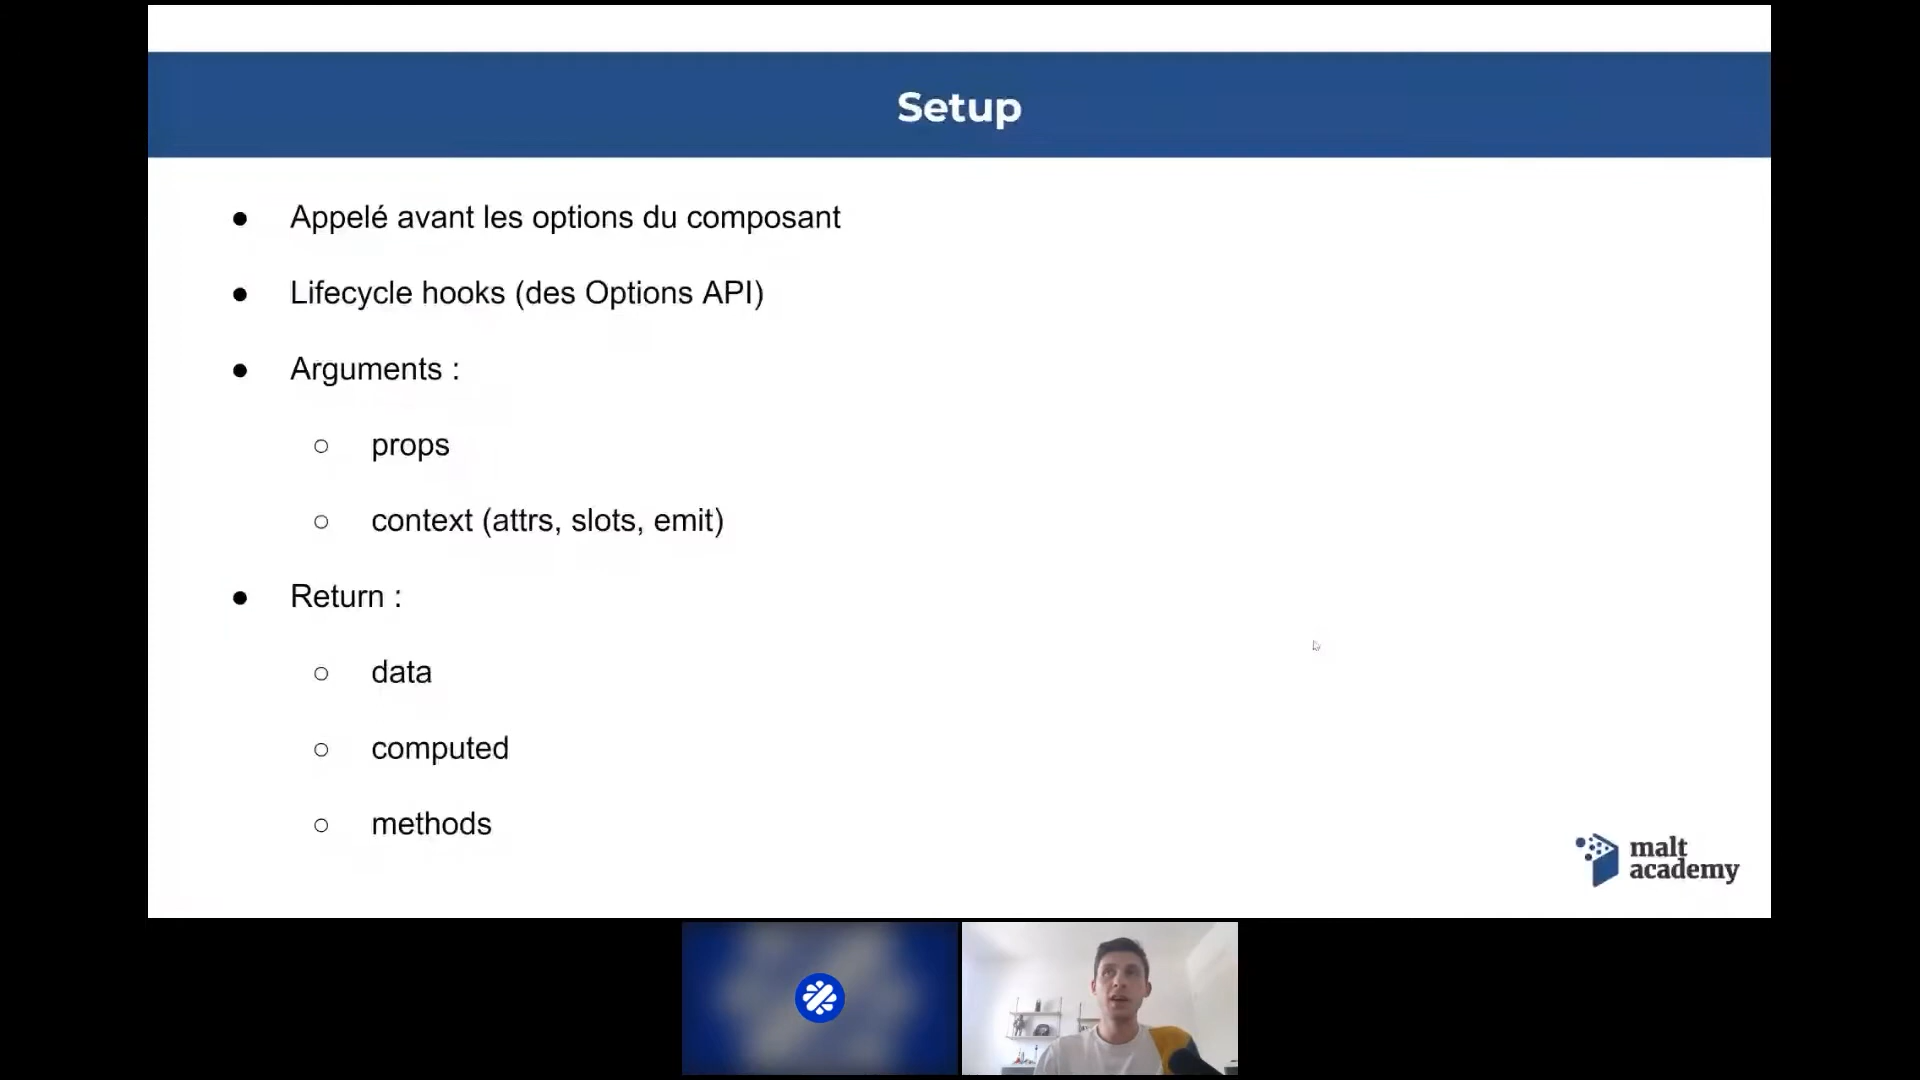 Setup
● Appelé avant les options du composant
● Lifecycle hooks (des Options API)
● Arguments :
○ props
○ context (attrs, slots, emit)
● Return :
○ data
○ computed
○ methods
malt
academy